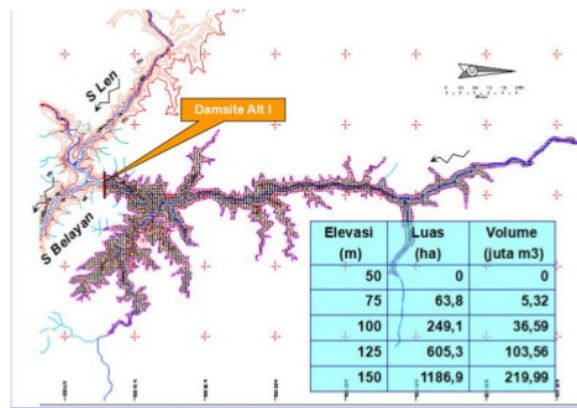 S Len
Damsite Alt I
S Belayan
Elevasi (m) Luas (ha) Volume (juta m3)
50 0 0
75 63,8 5,32
100 249,1 36,59
125 605,3 103,56
150 1186,9 219,99